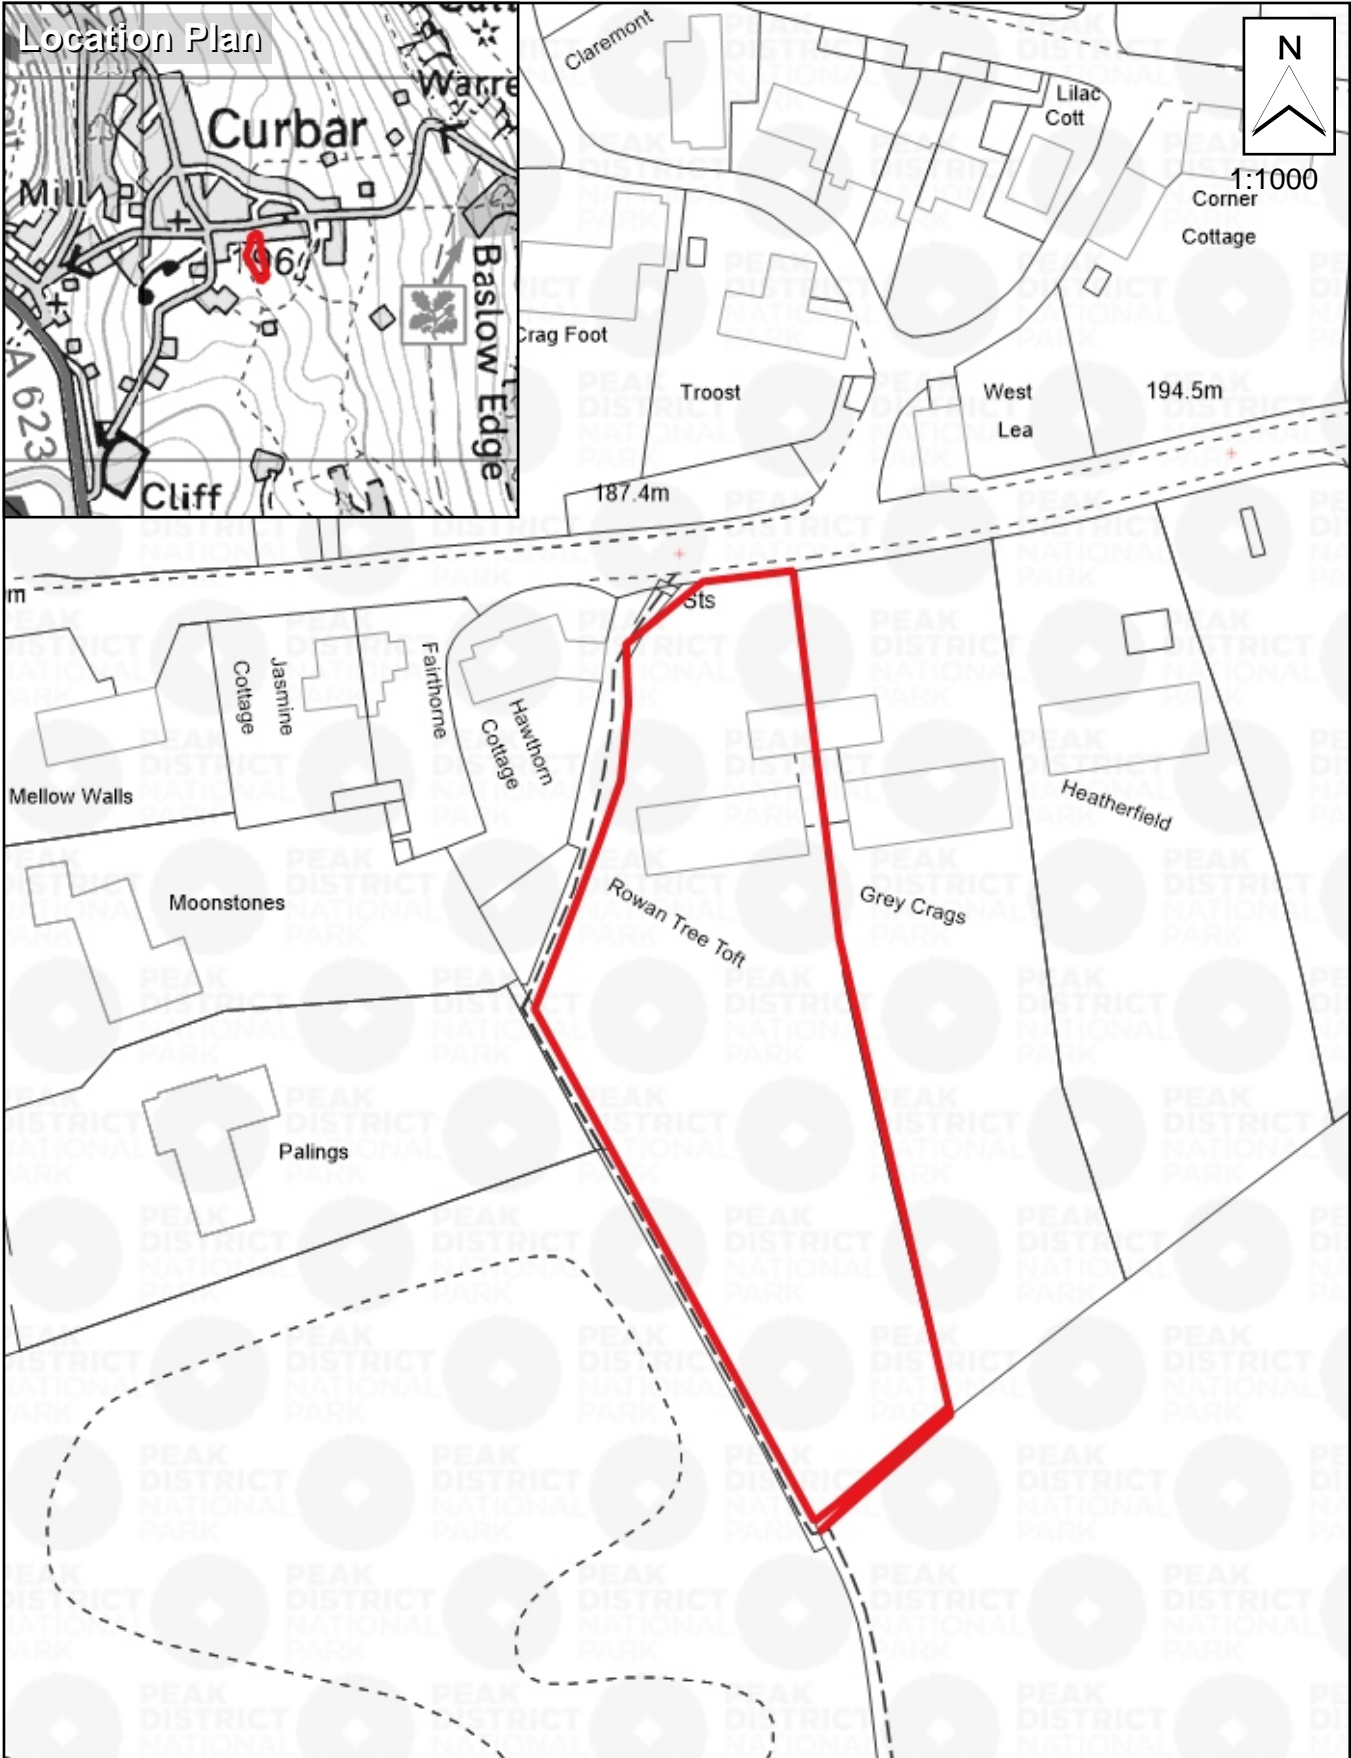 Location Plan
Curbar
Warre
Mill
196
Baslow Edge
A 623
Cliff
N
1:1000
Claremont
Lilac
Cott
Corner
Cottage
Crag Foot
Troost
West
Lea
194.5m
187.4m
m
Sts
Jasmine
Cottage
Fairthorne
Hawthorn
Cottage
Mellow Walls
Heatherfield
Moonstones
Rowan Tree Toft
Grey Crags
Palings
PEAK
DISTRICT
NATIONAL
PARK